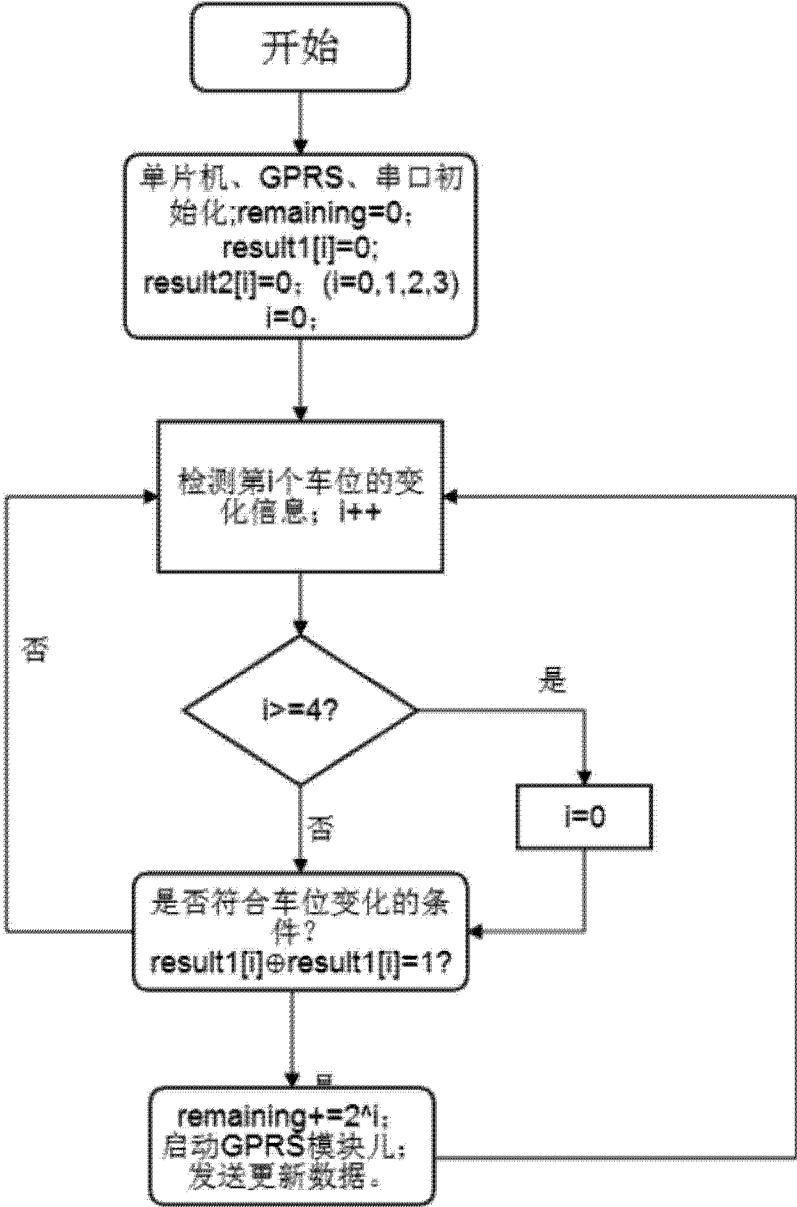 开始
单片机、GPRS、串口初
始化;remaining=0；
result1[i]=0;
result2[i]=0；(i=0,1,2,3)
i=0；
检测第i个车位的变
化信息；i++
否
i>=4?
是
i=0
否
是否符合车位变化的条
件？
result1[i]⊕result1[i]=1?
是
remaining+=2^i；
启动GPRS模块儿；
发送更新数据。